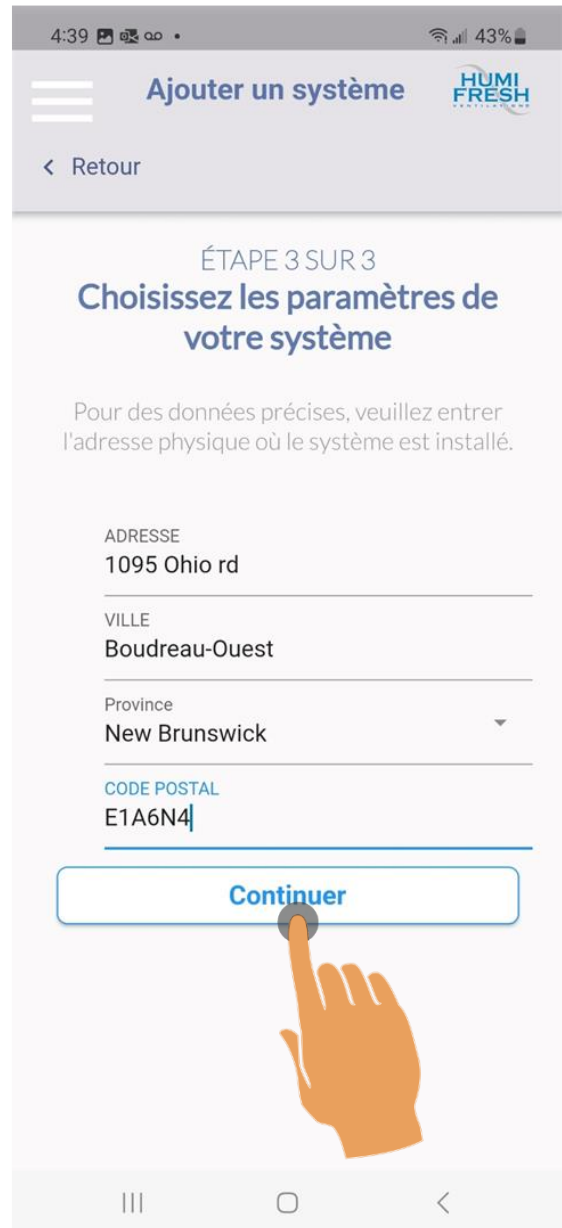 4:39 43%
Ajouter un système
HUMI
FRESH
VENTILATIONS
Retour
ÉTAPE 3 SUR 3
Choisissez les paramètres de
votre système
Pour des données précises, veuillez entrer
l'adresse physique où le système est installé.
ADRESSE
1095 Ohio rd
VILLE
Boudreau-Ouest
Province
New Brunswick
CODE POSTAL
E1A6N4
Continuer